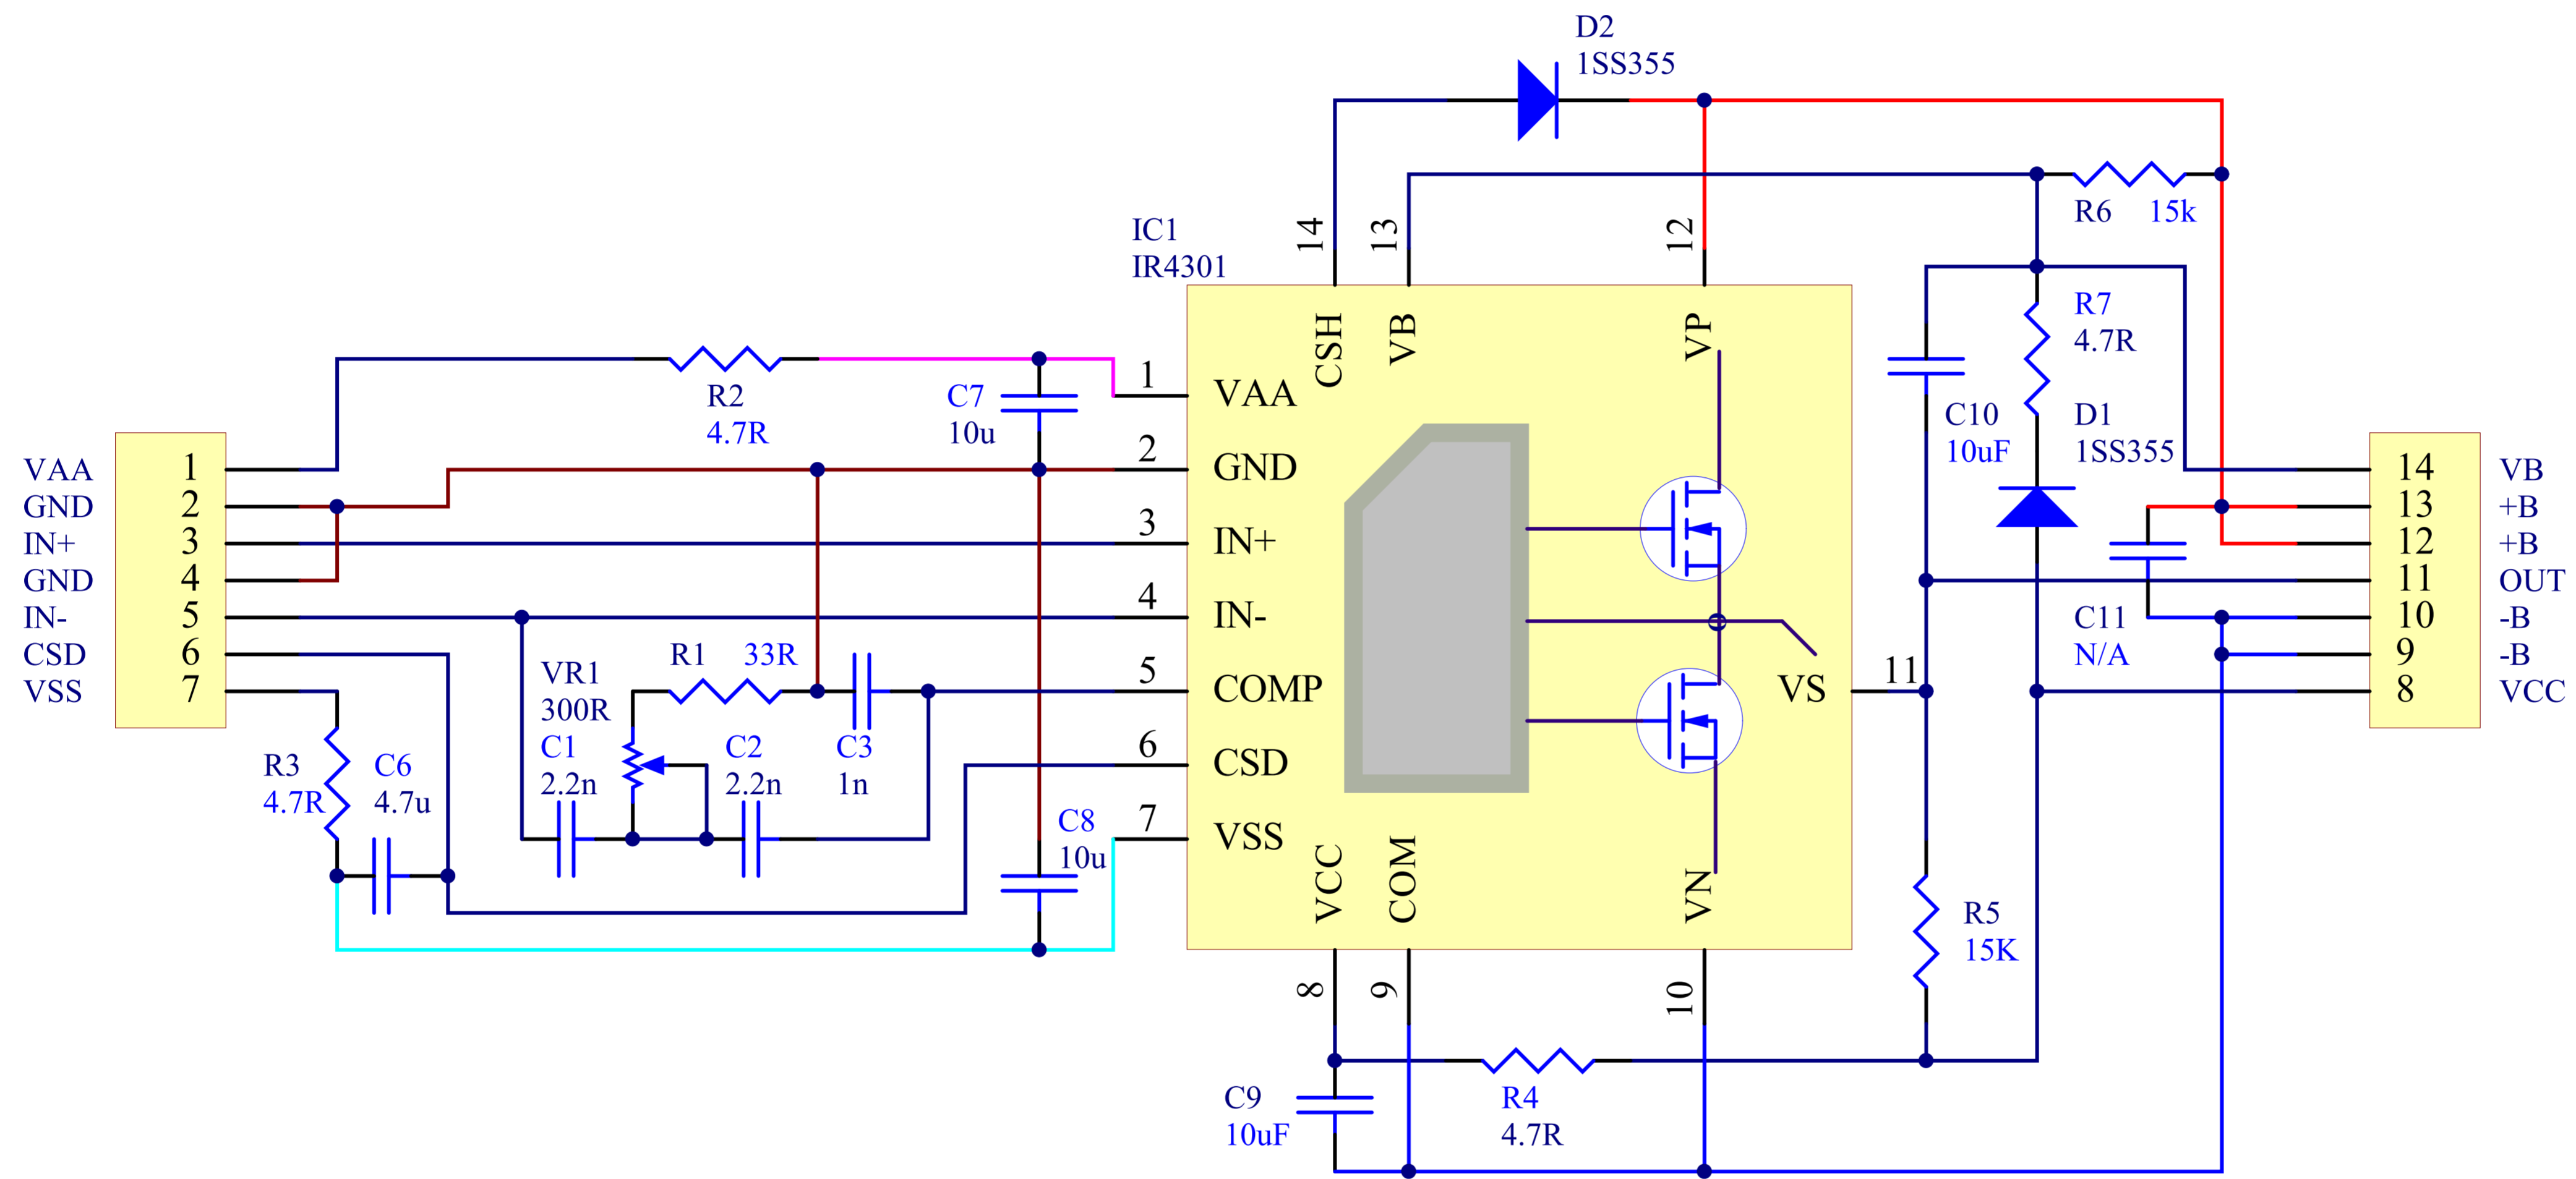 D2
1SS355
R6 15k
IC1
IR4301
14
13
12
CSH
VB
VP
R7
4.7R
R2
4.7R
C7
10u
1
VAA
C10
10uF
D1
1SS355
VAA 1
GND 2
IN+ 3
GND 4
IN- 5
CSD 6
VSS 7
2
GND
3
IN+
4
IN-
5
COMP
6
CSD
7
VSS
14 VB
13 +B
12 +B
11 OUT
10 -B
9 -B
8 VCC
C11
N/A
R1 33R
VR1
300R
C1
2.2n
C2
2.2n
C3
1n
R3
4.7R
C6
4.7u
C8
10u
11
VS
VCC
COM
VN
8
9
10
R5
15K
C9
10uF
R4
4.7R